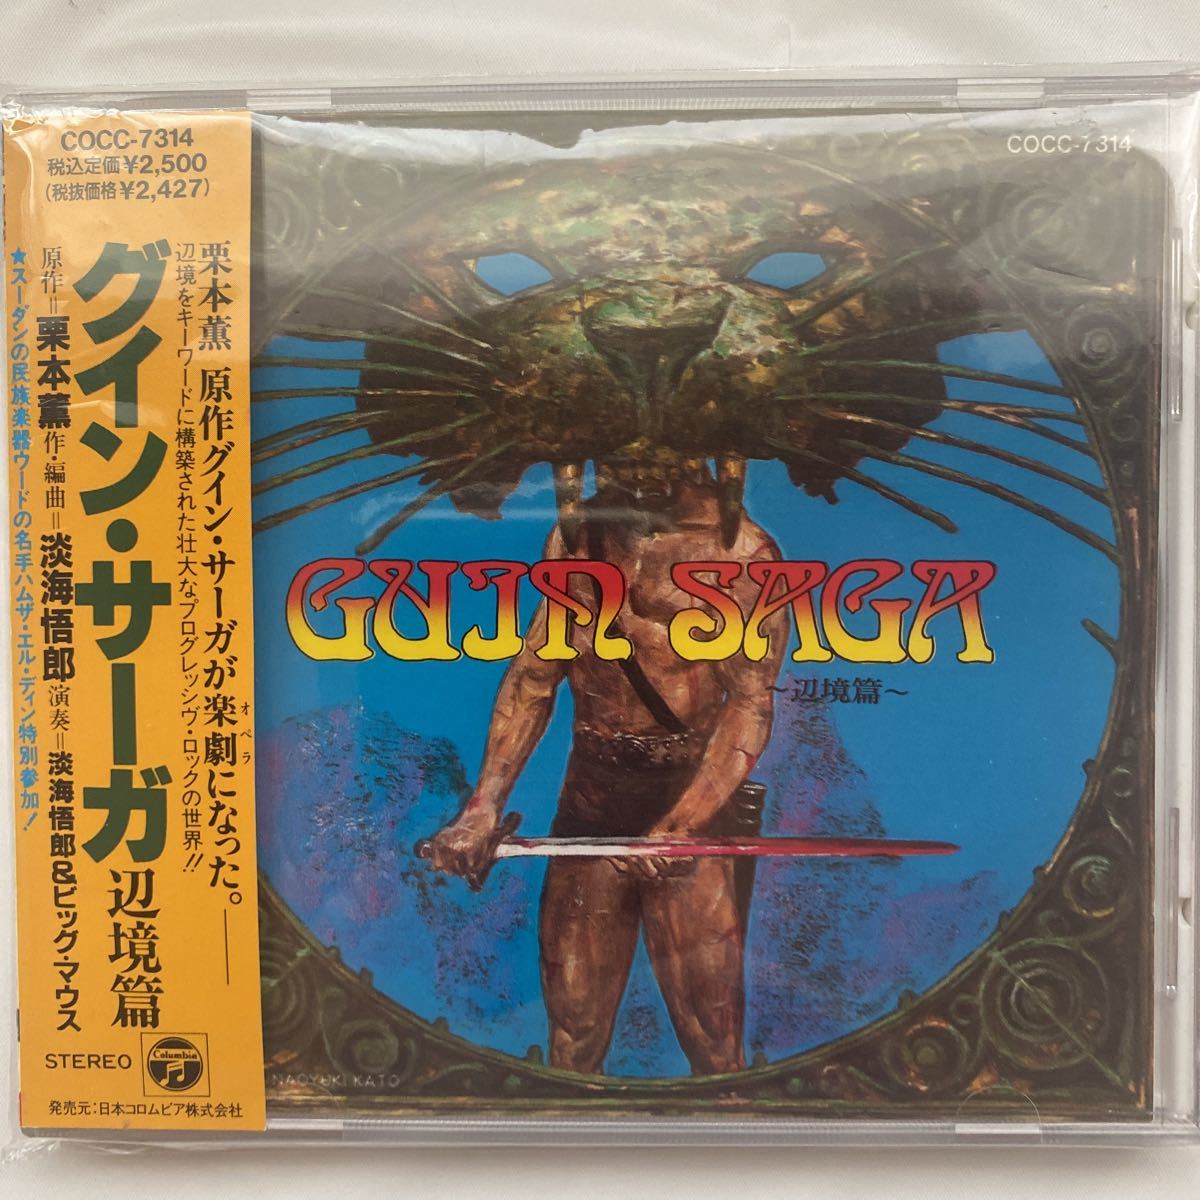 COCC-7314
税込定価¥2,500
(税抜価格¥2,427)
栗本薫 原作グイン・サーガが楽劇になった。——
オペラ
辺境をキーワードに構築された壮大なプログレッシヴ・ロックの世界!!
グイン・サーガ 辺境篇
原作=栗本薫 作・編曲=淡海悟郎 演奏=淡海悟郎&ビッグ・マウス
★スーダンの民族楽器ウードの名手ハムザ・エル・ディン特別参加!
STEREO
Columbia
発売元:日本コロムビア株式会社
COCC-7314
GUIN SAGA
~辺境篇~
NAOYUKI KATO